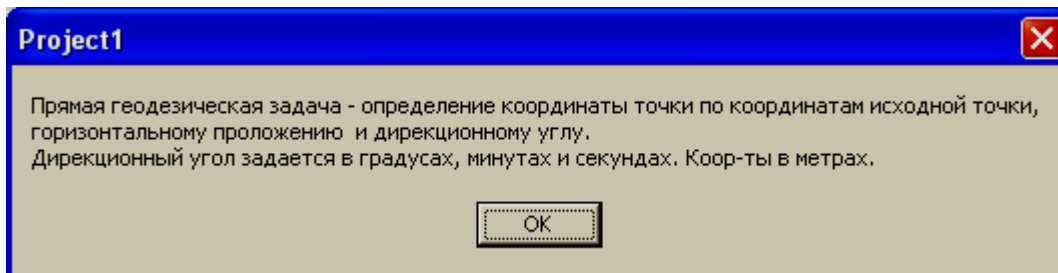 Project1
Прямая геодезическая задача - определение координаты точки по координатам исходной точки,
горизонтальному проложению и дирекционному углу.
Дирекционный угол задается в градусах, минутах и секундах. Коор-ты в метрах.
OK